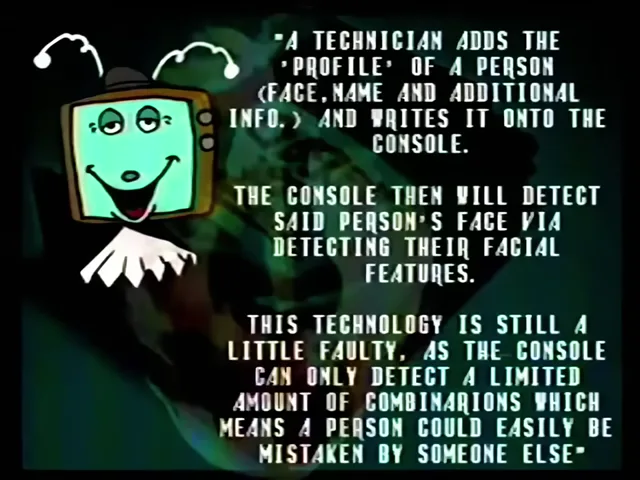 "A TECHNICIAN ADDS THE
'PROFILE' OF A PERSON
(FACE,NAME AND ADDITIONAL
INFO.) AND WRITES IT ONTO THE
CONSOLE.
THE CONSOLE THEN WILL DETECT
SAID PERSON'S FACE VIA
DETECTING THEIR FACIAL
FEATURES.
THIS TECHNOLOGY IS STILL A
LITTLE FAULTY, AS THE CONSOLE
CAN ONLY DETECT A LIMITED
AMOUNT OF COMBINARIONS WHICH
MEANS A PERSON COULD EASILY BE
MISTAKEN BY SOMEONE ELSE"